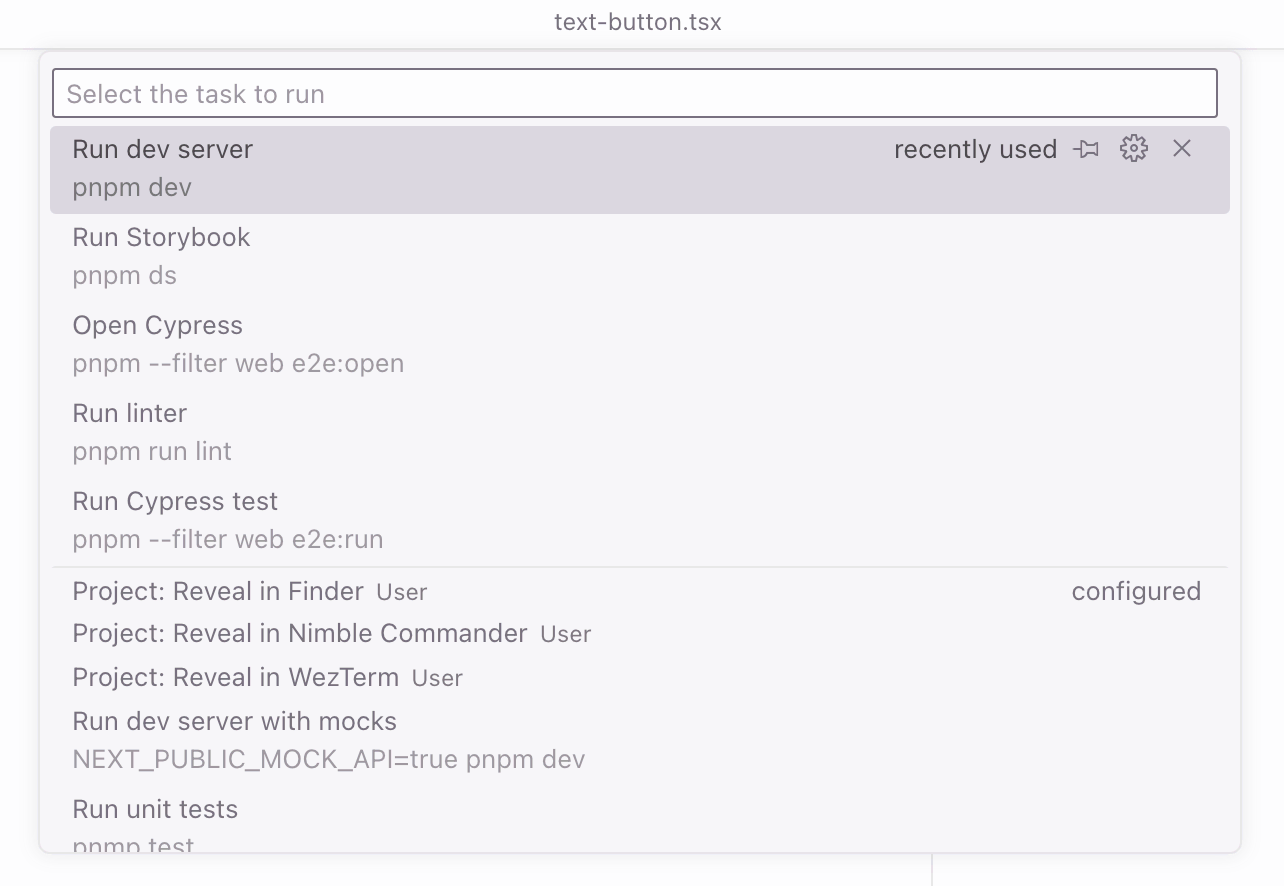 text-button.tsx
Select the task to run
Run dev server recently used
pnpm dev
Run Storybook
pnpm ds
Open Cypress
pnpm --filter web e2e:open
Run linter
pnpm run lint
Run Cypress test
pnpm --filter web e2e:run
Project: Reveal in Finder User configured
Project: Reveal in Nimble Commander User
Project: Reveal in WezTerm User
Run dev server with mocks
NEXT_PUBLIC_MOCK_API=true pnpm dev
Run unit tests
pnmp test